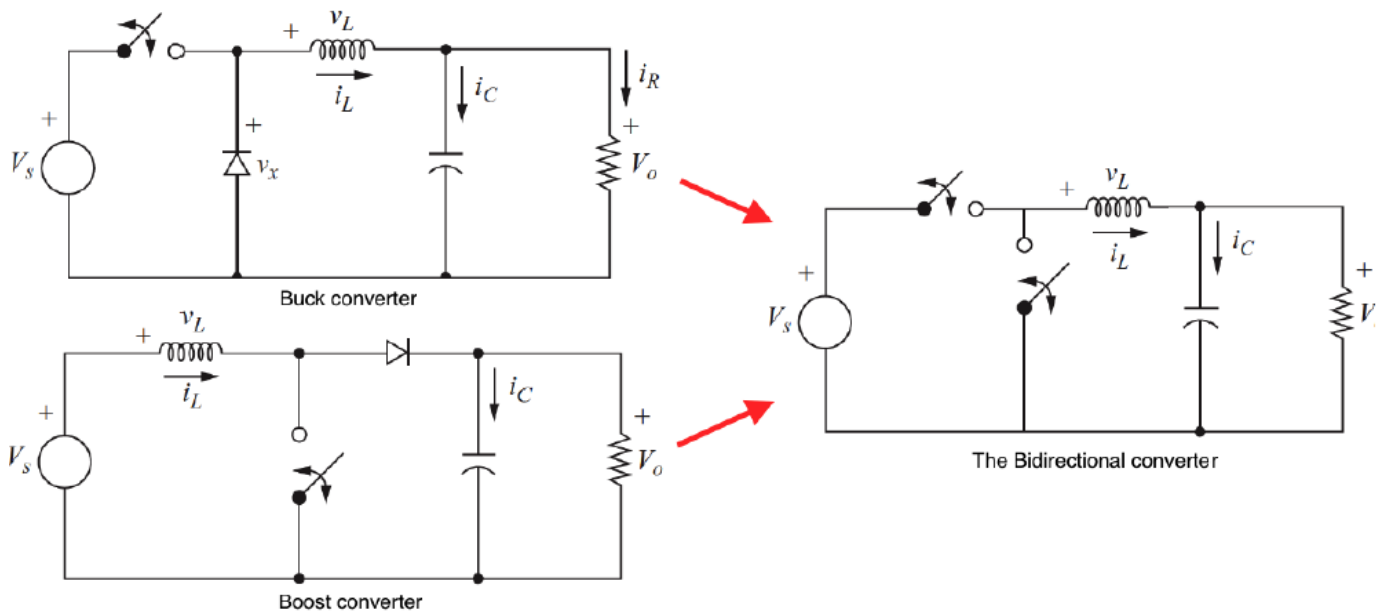 + v_L
i_L
i_C
i_R
+
V_s
+
v_x
+
V_o
Buck converter
+ v_L
i_L
i_C
+
V_s
+
V_o
Boost converter
+ v_L
i_L
i_C
+
V_s
+
V
The Bidirectional converter